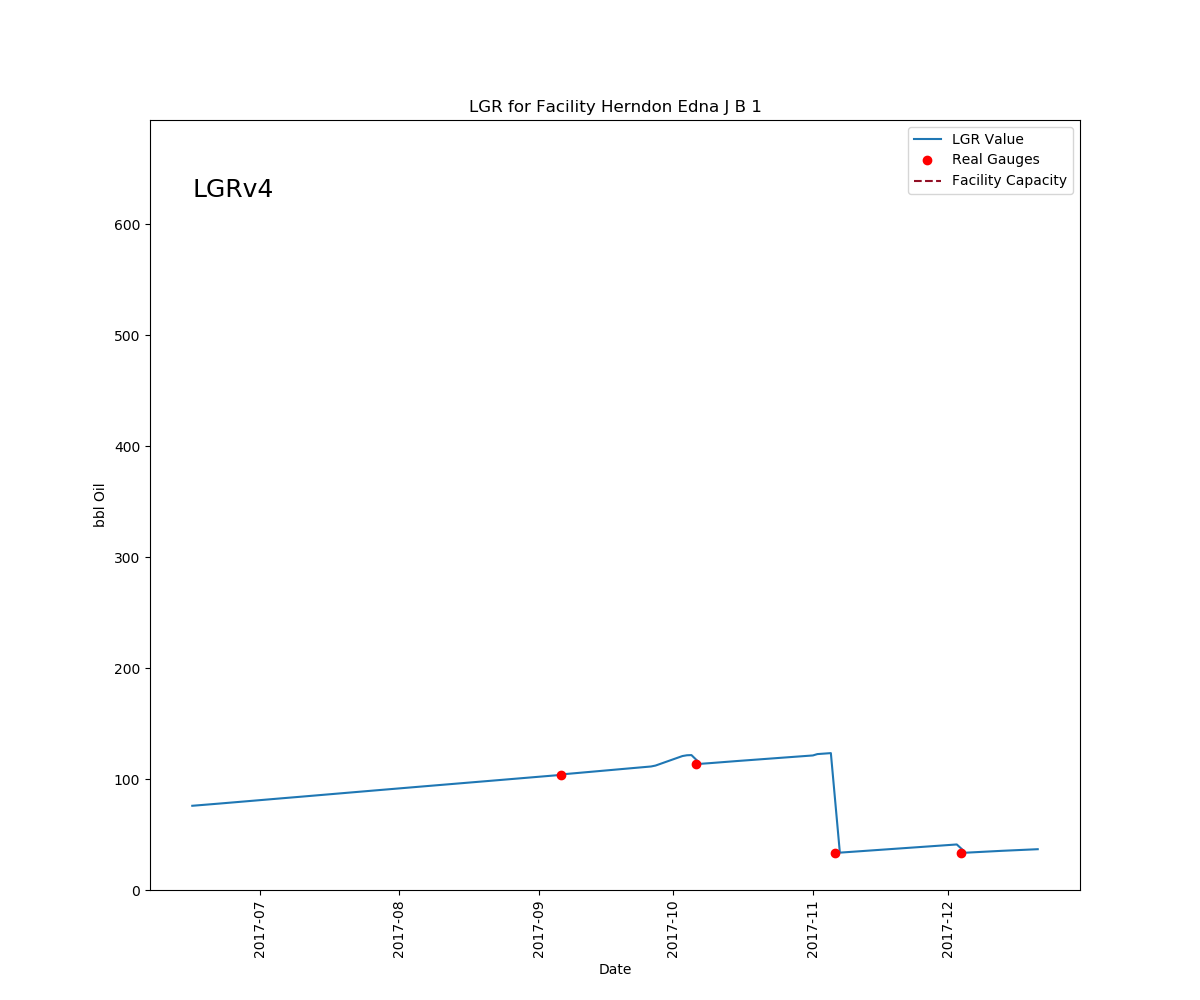 LGR for Facility Herndon Edna J B 1
LGR Value
Real Gauges
Facility Capacity
LGRv4
600
500
400
300
200
100
0
bbl Oil
2017-07
2017-08
2017-09
2017-10
2017-11
2017-12
Date